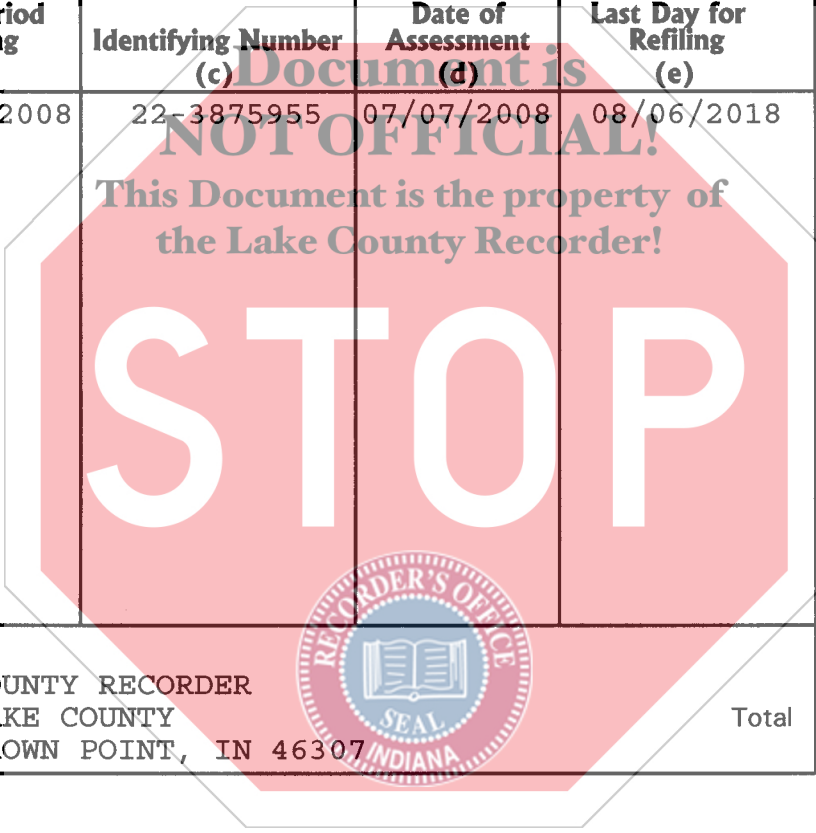 riod
g
Identifying Number
(c)
Date of
Assessment
(d)
Last Day for
Refiling
(e)
2008 22-3875955 07/07/2008 08/06/2018
Document is
NOT OFFICIAL!
This Document is the property of
the Lake County Recorder!
STOP
RECORDER'S OFFICE
SEAL
INDIANA
UNTY RECORDER
KE COUNTY
OWN POINT, IN 46307
Total